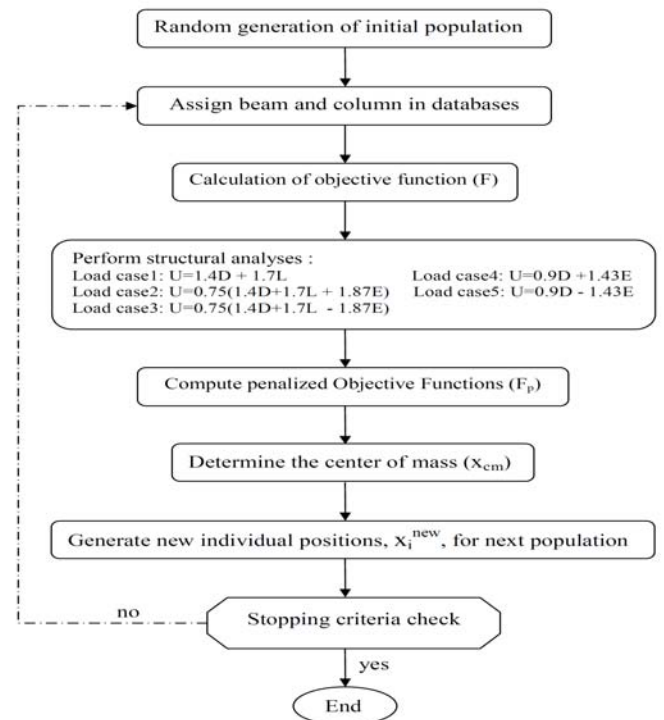 Random generation of initial population
Assign beam and column in databases
Calculation of objective function (F)
Perform structural analyses :
Load case1: U=1.4D + 1.7L
Load case4: U=0.9D +1.43E
Load case2: U=0.75(1.4D+1.7L + 1.87E)
Load case5: U=0.9D - 1.43E
Load case3: U=0.75(1.4D+1.7L - 1.87E)
Compute penalized Objective Functions (Fp)
Determine the center of mass (xcm)
Generate new individual positions, xi^new, for next population
no
Stopping criteria check
yes
End